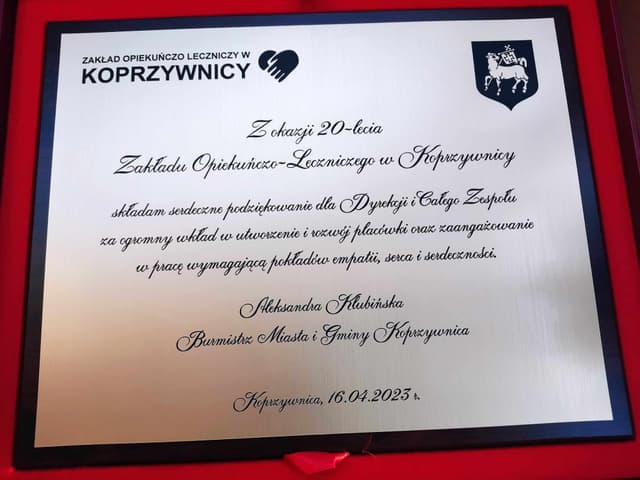 ZAKŁAD OPIEKUŃCZO LECZNICZY W
KOPRZYWNICY
Z okazji 20-lecia
Zakładu Opiekuńczo-Leczniczego w Koprzywnicy
składam serdeczne podziękowanie dla Dyrekcji i Całego Zespołu
za ogromny wkład w utworzenie i rozwój placówki oraz zaangażowanie
w pracę wymagającą pokładów empatii, serca i serdeczności.
Aleksandra Kłubińska
Burmistrz Miasta i Gminy Koprzywnica
Koprzywnica, 16.04.2023 r.